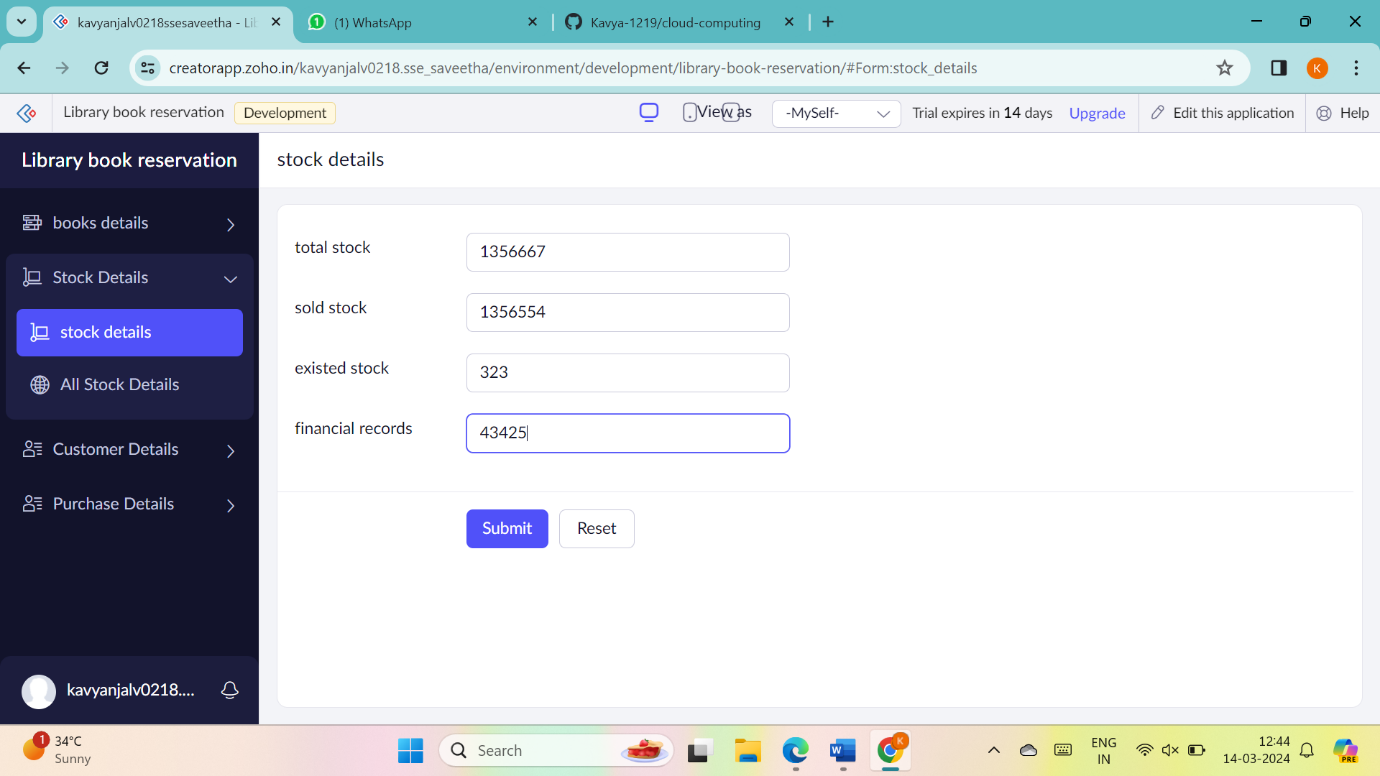 kavyanjalv0218ssesaveetha - Li
(1) WhatsApp
Kavya-1219/cloud-computing
creatorapp.zoho.in/kavyanjalv0218.sse_saveetha/environment/development/library-book-reservation/#Form:stock_details
K
Library book reservation
Development
View as
-MySelf-
Trial expires in 14 days
Upgrade
Edit this application
Help
Library book reservation
stock details
books details
Stock Details
stock details
All Stock Details
Customer Details
Purchase Details
kavyanjalv0218....
total stock
1356667
sold stock
1356554
existed stock
323
financial records
43425
Submit
Reset
1
34°C
Sunny
Search
W
K
ENG
IN
12:44
14-03-2024
PRE